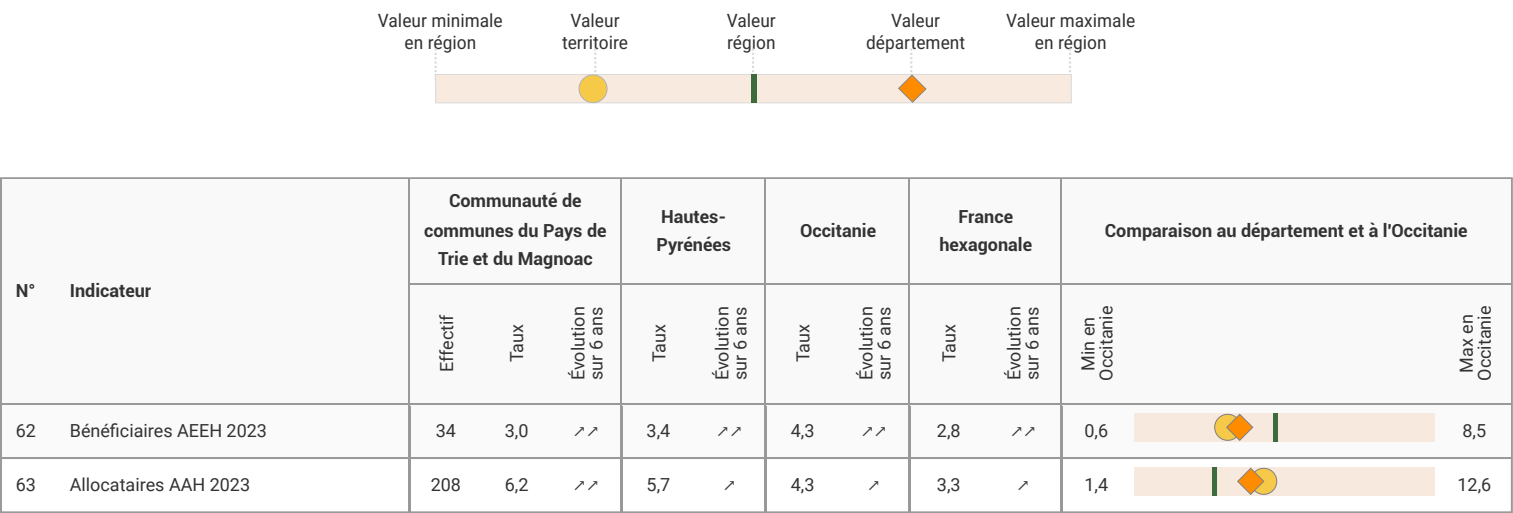 Valeur minimale
en région
Valeur
territoire
Valeur
région
Valeur
département
Valeur maximale
en région
N°
Indicateur
Communauté de
communes du Pays de
Trie et du Magnoac
Hautes-
Pyrénées
Occitanie
France
hexagonale
Comparaison au département et à l'Occitanie
Effectif
Taux
Évolution
sur 6 ans
Taux
Évolution
sur 6 ans
Taux
Évolution
sur 6 ans
Taux
Évolution
sur 6 ans
Min en
Occitanie
Max en
Occitanie
62 Bénéficiaires AEEH 2023 34 3,0 ↗↗ 3,4 ↗↗ 4,3 ↗↗ 2,8 ↗↗ 0,6 8,5
63 Allocataires AAH 2023 208 6,2 ↗↗ 5,7 ↗ 4,3 ↗ 3,3 ↗ 1,4 12,6